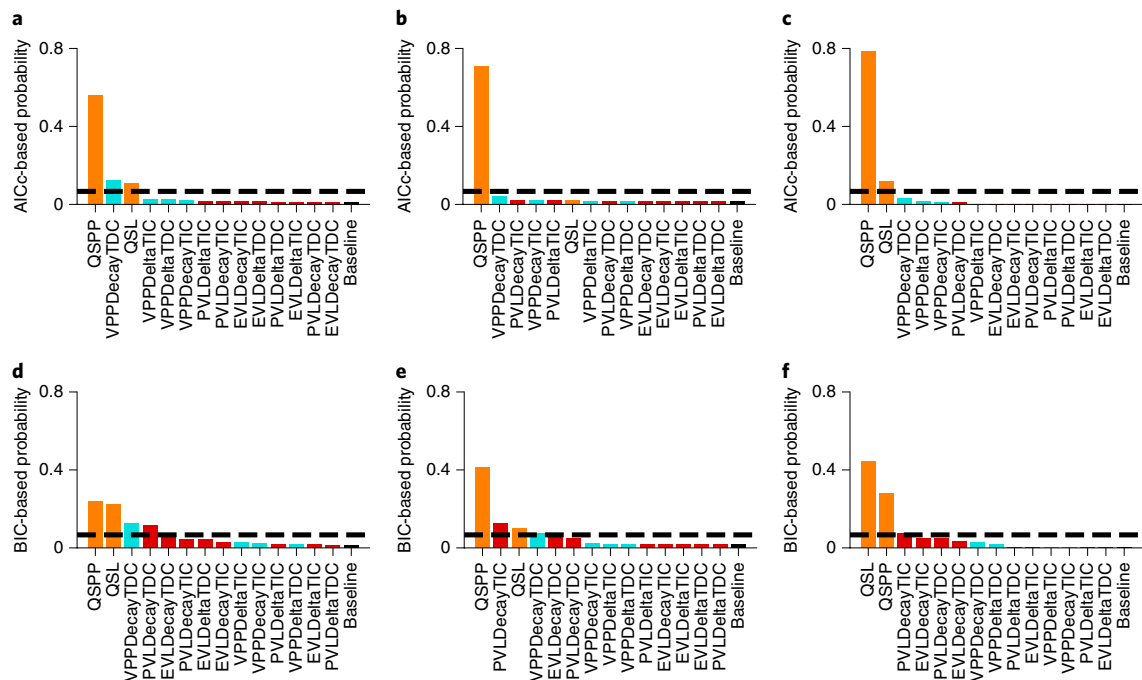 a
AICc-based probability
0.8
0.4
0
QSPP
VPPDecayTDC
QSL
VPPDeltaTIC
VPPDeltaTDC
VPPDecayTIC
PVLDeltaTIC
PVLDecayTIC
EVLDecayTIC
EVLDeltaTDC
PVLDeltaTDC
EVLDeltaTIC
PVLDecayTDC
EVLDecayTDC
Baseline
b
AICc-based probability
0.8
0.4
0
QSPP
VPPDecayTDC
PVLDecayTIC
VPPDecayTIC
PVLDeltaTIC
QSL
VPPDeltaTIC
PVLDecayTDC
VPPDeltaTDC
EVLDeltaTDC
EVLDecayTIC
EVLDecayTDC
EVLDeltaTIC
PVLDeltaTDC
Baseline
c
AICc-based probability
0.8
0.4
0
QSPP
QSL
VPPDecayTDC
VPPDeltaTDC
VPPDecayTIC
PVLDecayTDC
VPPDeltaTIC
EVLDecayTDC
EVLDecayTIC
PVLDecayTIC
PVLDeltaTIC
PVLDeltaTDC
EVLDeltaTIC
EVLDeltaTDC
Baseline
d
BIC-based probability
0.8
0.4
0
QSPP
QSL
VPPDecayTDC
PVLDecayTDC
EVLDecayTDC
PVLDecayTIC
EVLDeltaTDC
EVLDecayTIC
VPPDeltaTIC
VPPDecayTIC
PVLDeltaTIC
VPPDeltaTDC
EVLDeltaTIC
PVLDeltaTDC
Baseline
e
BIC-based probability
0.8
0.4
0
QSPP
PVLDecayTIC
QSL
VPPDecayTDC
EVLDecayTDC
PVLDecayTDC
VPPDeltaTIC
VPPDecayTIC
VPPDeltaTDC
PVLDeltaTIC
EVLDecayTIC
EVLDeltaTDC
EVLDeltaTIC
PVLDeltaTDC
Baseline
f
BIC-based probability
0.8
0.4
0
QSL
QSPP
PVLDecayTIC
EVLDecayTIC
PVLDecayTDC
EVLDecayTDC
VPPDecayTDC
VPPDeltaTDC
PVLDeltaTDC
EVLDeltaTIC
VPPDeltaTIC
VPPDecayTIC
PVLDeltaTIC
EVLDeltaTDC
Baseline